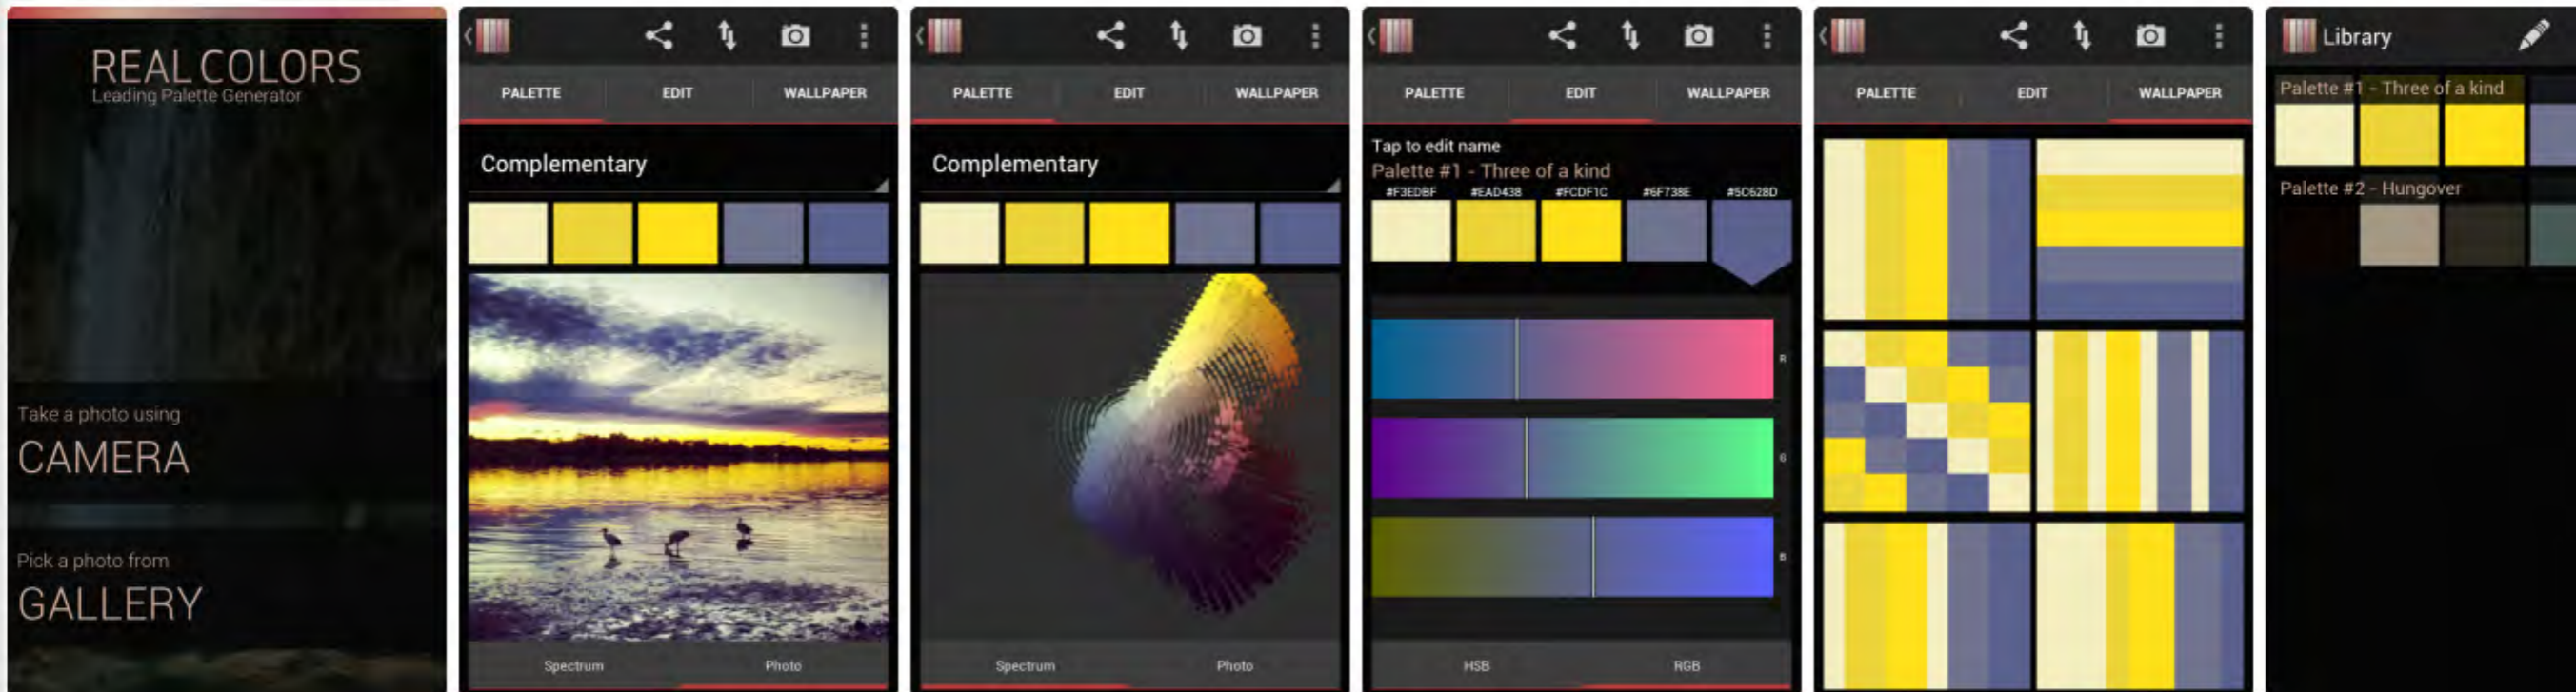 REAL COLORS
Leading Palette Generator
Take a photo using
CAMERA
Pick a photo from
GALLERY
PALETTE EDIT WALLPAPER
Complementary
Spectrum Photo
PALETTE EDIT WALLPAPER
Complementary
Spectrum Photo
PALETTE EDIT WALLPAPER
Tap to edit name
Palette #1 - Three of a kind
#F3EDBF #EAD438 #FCDF1C #6F738E #5C628D
R
G
B
HSB RGB
PALETTE EDIT WALLPAPER
Library
Palette #1 - Three of a kind
Palette #2 - Hungover